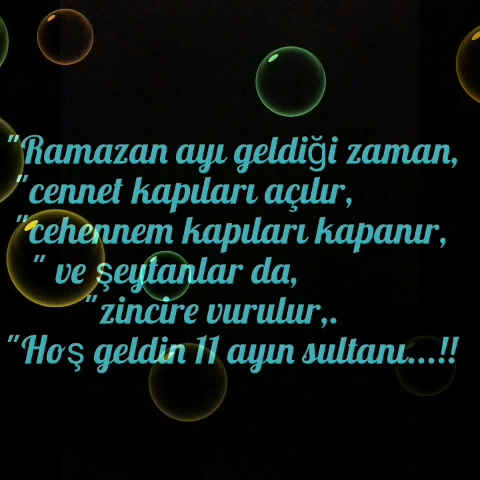 "Ramazan ayı geldiği zaman,
"cennet kapıları açılır,
"cehennem kapıları kapanır,
" ve şeytanlar da,
"zincire vurulur,.
"Hoş geldin 11 ayın sultanı...!!